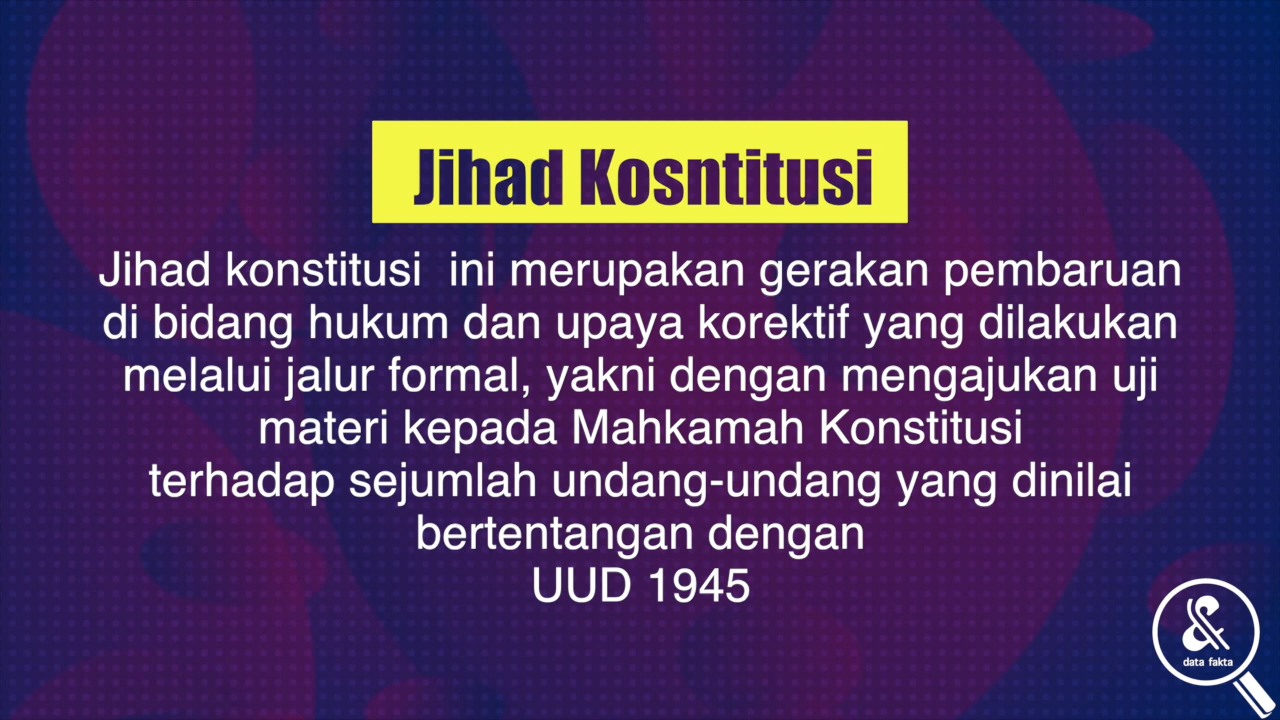 Jihad Kosntitusi
Jihad konstitusi  ini merupakan gerakan pembaruan
di bidang hukum dan upaya korektif yang dilakukan
melalui jalur formal, yakni dengan mengajukan uji
materi kepada Mahkamah Konstitusi
terhadap sejumlah undang-undang yang dinilai
bertentangan dengan
UUD 1945
&
data fakta